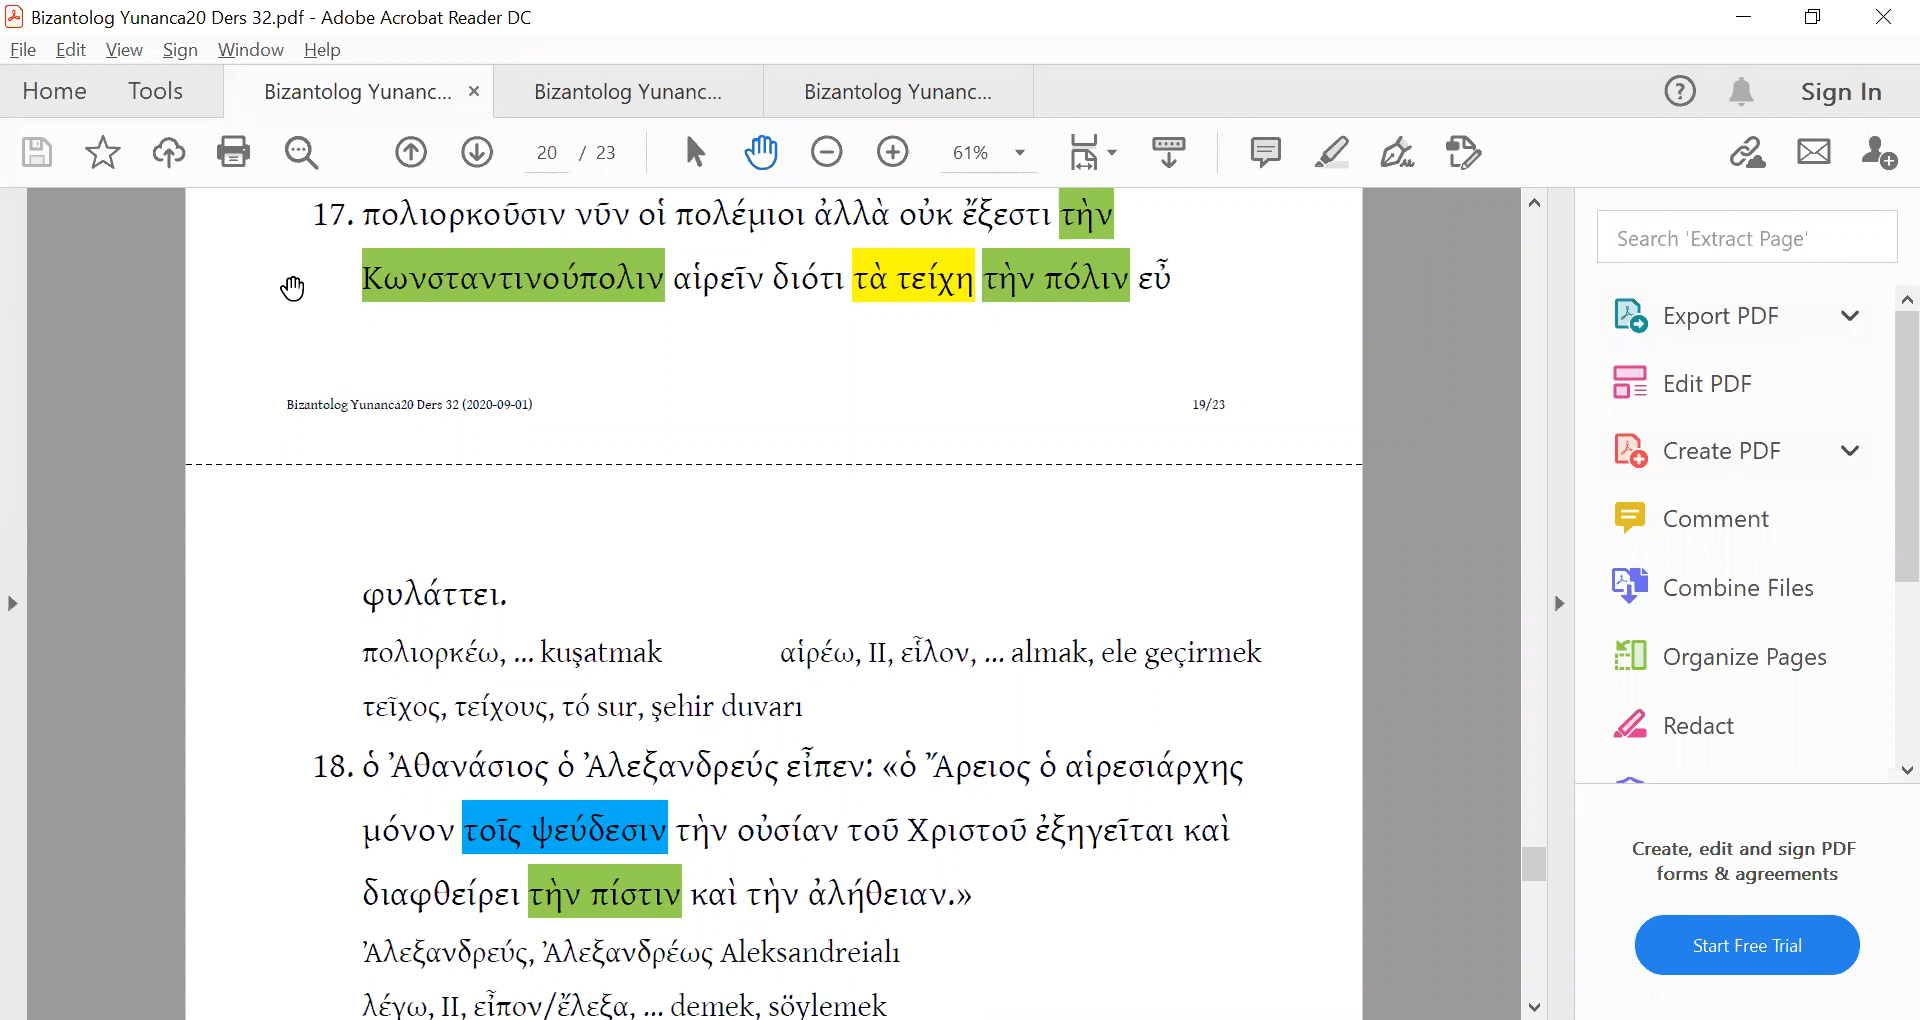 Bizantolog Yunanca20 Ders 32.pdf - Adobe Acrobat Reader DC
File Edit View Sign Window Help
Home Tools Bizantolog Yunanc... × Bizantolog Yunanc... Bizantolog Yunanc... Sign In
20 / 23 61%
17. πολιορκοῦσιν νῦν οἱ πολέμιοι ἀλλὰ οὐκ ἔξεστι τὴν
Κωνσταντινούπολιν αἱρεῖν διότι τὰ τείχη τὴν πόλιν εὖ
Bizantolog Yunanca20 Ders 32 (2020-09-01) 19/23
φυλάττει.
πολιορκέω, ... kuşatmak αἱρέω, II, εἷλον, ... almak, ele geçirmek
τεῖχος, τείχους, τό sur, şehir duvarı
18. ὁ Ἀθανάσιος ὁ Ἀλεξανδρεύς εἶπεν: «ὁ Ἄρειος ὁ αἱρεσιάρχης
μόνον τοῖς ψεύδεσιν τὴν οὐσίαν τοῦ Χριστοῦ ἐξηγεῖται καὶ
διαφθείρει τὴν πίστιν καὶ τὴν ἀλήθειαν.»
Ἀλεξανδρεύς, Ἀλεξανδρέως Aleksandreialı
λέγω, II, εἶπον/ἔλεξα, ... demek, söylemek
Search 'Extract Page'
Export PDF
Edit PDF
Create PDF
Comment
Combine Files
Organize Pages
Redact
Create, edit and sign PDF
forms & agreements
Start Free Trial